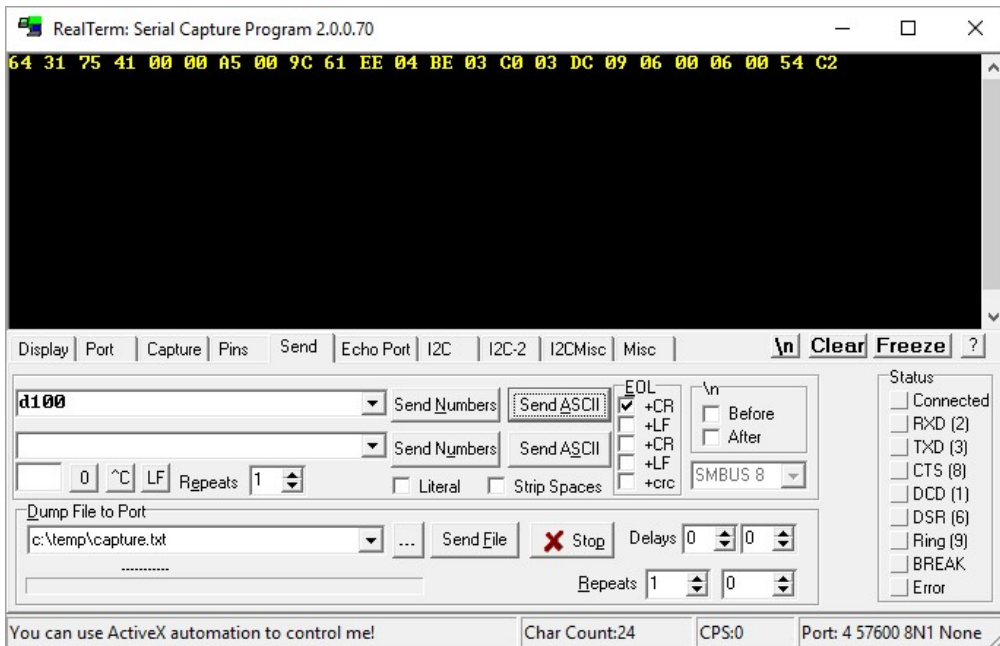 RealTerm: Serial Capture Program 2.0.0.70
64 31 75 41 00 00 A5 00 9C 61 EE 04 BE 03 C0 03 DC 09 06 00 06 00 54 C2
Display Port Capture Pins Send Echo Port I2C I2C-2 I2CMisc Misc \n Clear Freeze ?
d100 Send Numbers Send ASCII
EOL
+CR
+LF
+CR
+LF
+crc
\n
Before
After
SMBUS 8
Send Numbers Send ASCII
0 ^C LF Repeats 1 Literal Strip Spaces
Dump File to Port
c:\temp\capture.txt ... Send File Stop Delays 0 0
Repeats 1 0
Status
Connected
RXD (2)
TXD (3)
CTS (8)
DCD (1)
DSR (6)
Ring (9)
BREAK
Error
You can use ActiveX automation to control me! Char Count:24 CPS:0 Port: 4 57600 8N1 None